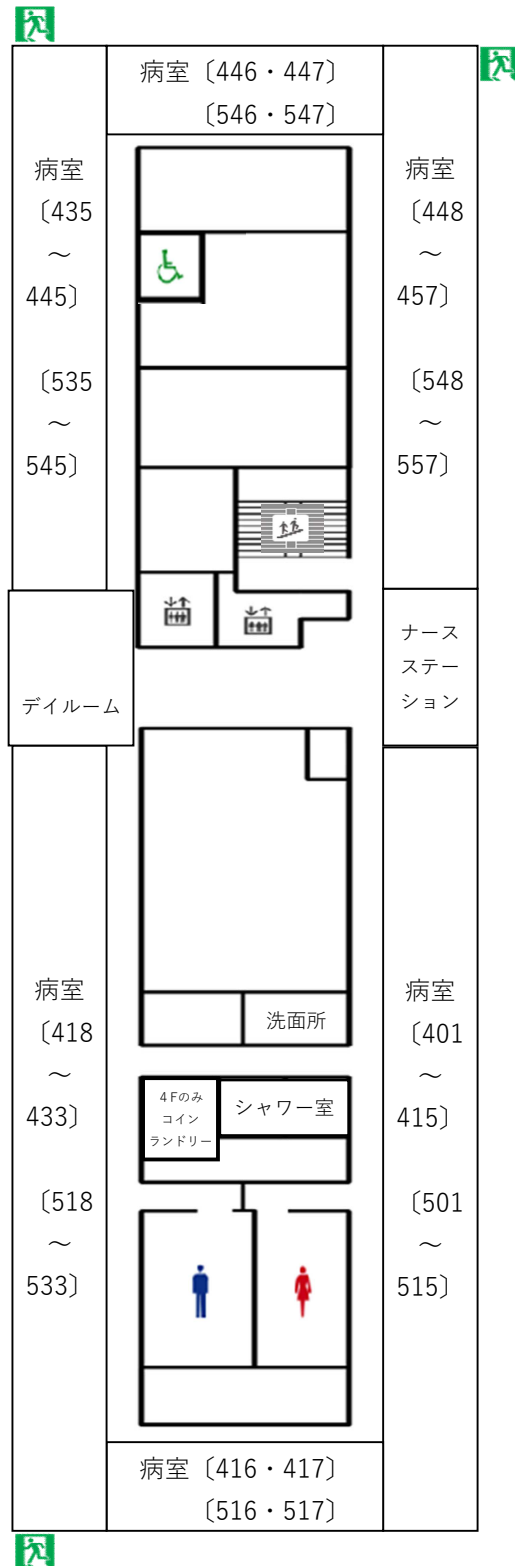 病室〔446・447〕
〔546・547〕
病室
〔435
～
445〕
〔535
～
545〕
病室
〔448
～
457〕
〔548
～
557〕
デイルーム
ナース
ステー
ション
洗面所
4Fのみ
コイン
ランドリー
シャワー室
病室
〔418
～
433〕
〔518
～
533〕
病室
〔401
～
415〕
〔501
～
515〕
病室〔416・417〕
〔516・517〕